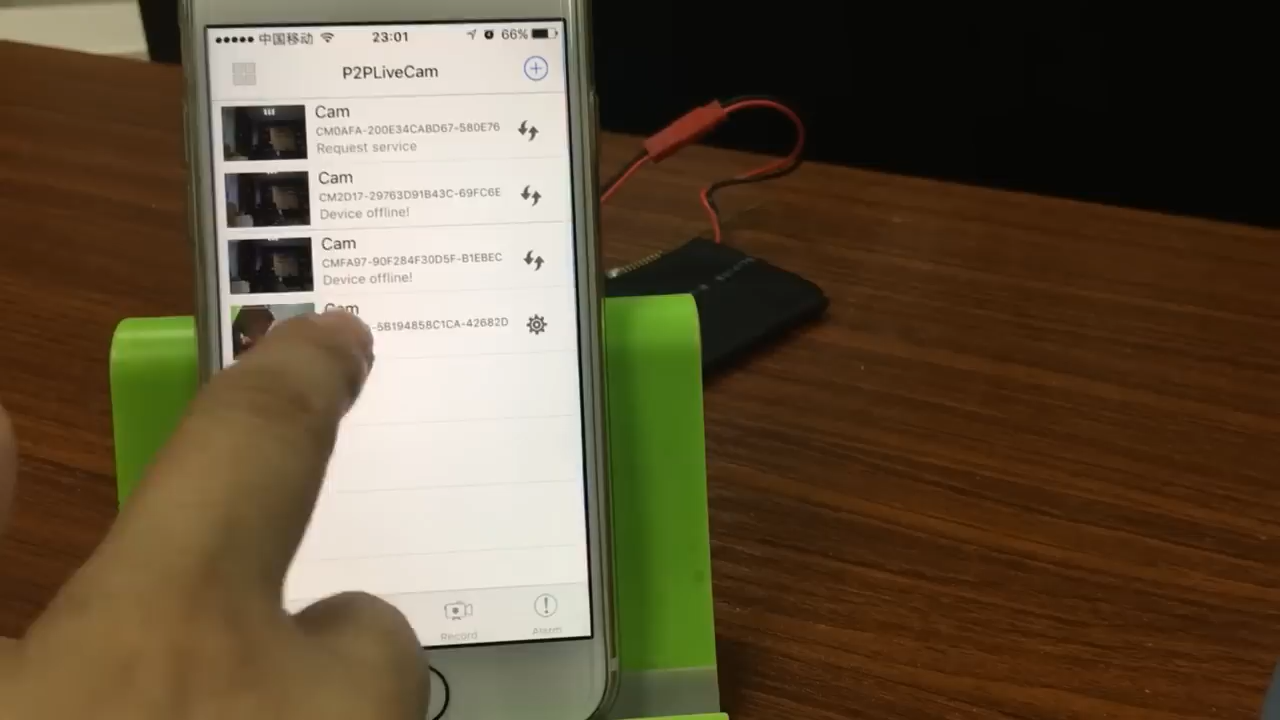 中国移动 23:01 66%
P2PLiveCam
Cam
CM0AFA-200E34CABD67-580E76
Request service
Cam
CM2D17-29763D91B43C-69FC6E
Device offline!
Cam
CMFA97-90F284F30D5F-B1EBEC
Device offline!
Cam
-5B194858C1CA-42682D
Record Alarm